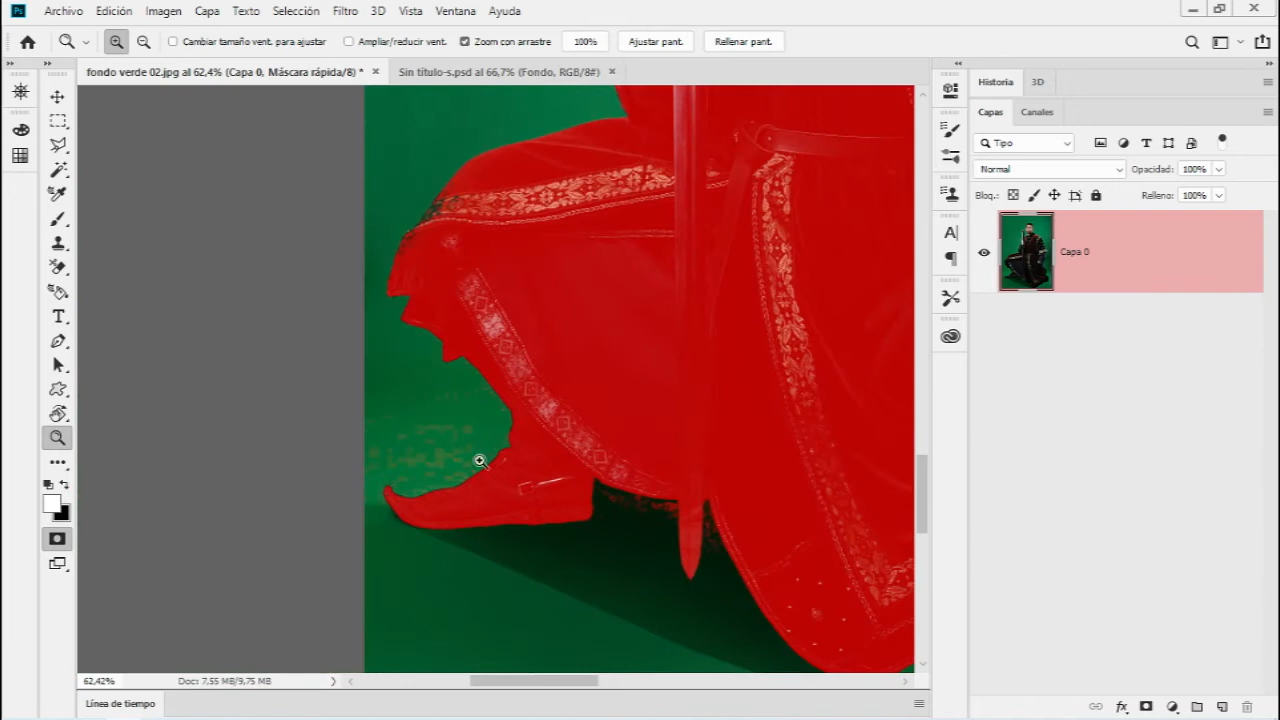 Ps Archivo Edición Imagen Capa Texto Selección Filtro 3D Vista Ventana Ayuda
Cambiar tamaño vent. para ajustar Ampliar/reducir vent. Zoom con arrastre 100% Ajustar pant. Rellenar pant.
fondo verde 02.jpg al 62,4% (Capa 0, Máscara rápida/8) * × Sin título-s.psd al 66,7% (Fondo, RGB/8#) ×
Historia 3D
Capas Canales
Tipo
Normal Opacidad: 100%
Bloq.: Relleno: 100%
Capa 0
62,42% Doc: 7,55 MB/9,75 MB
Línea de tiempo